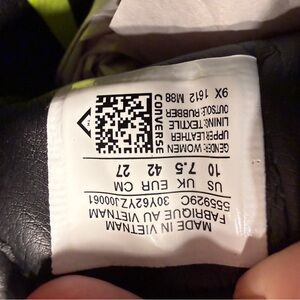 MADE IN VIETNAM
FABRIQUE AU VIETNAM
555929C 30762YZJ00061
US UK EUR CM
10 7.5 42 27
GENDER: WOMEN
UPPER: LEATHER
LINING: TEXTILE
OUTSOLE: RUBBER
9X 1612 M88
CONVERSE